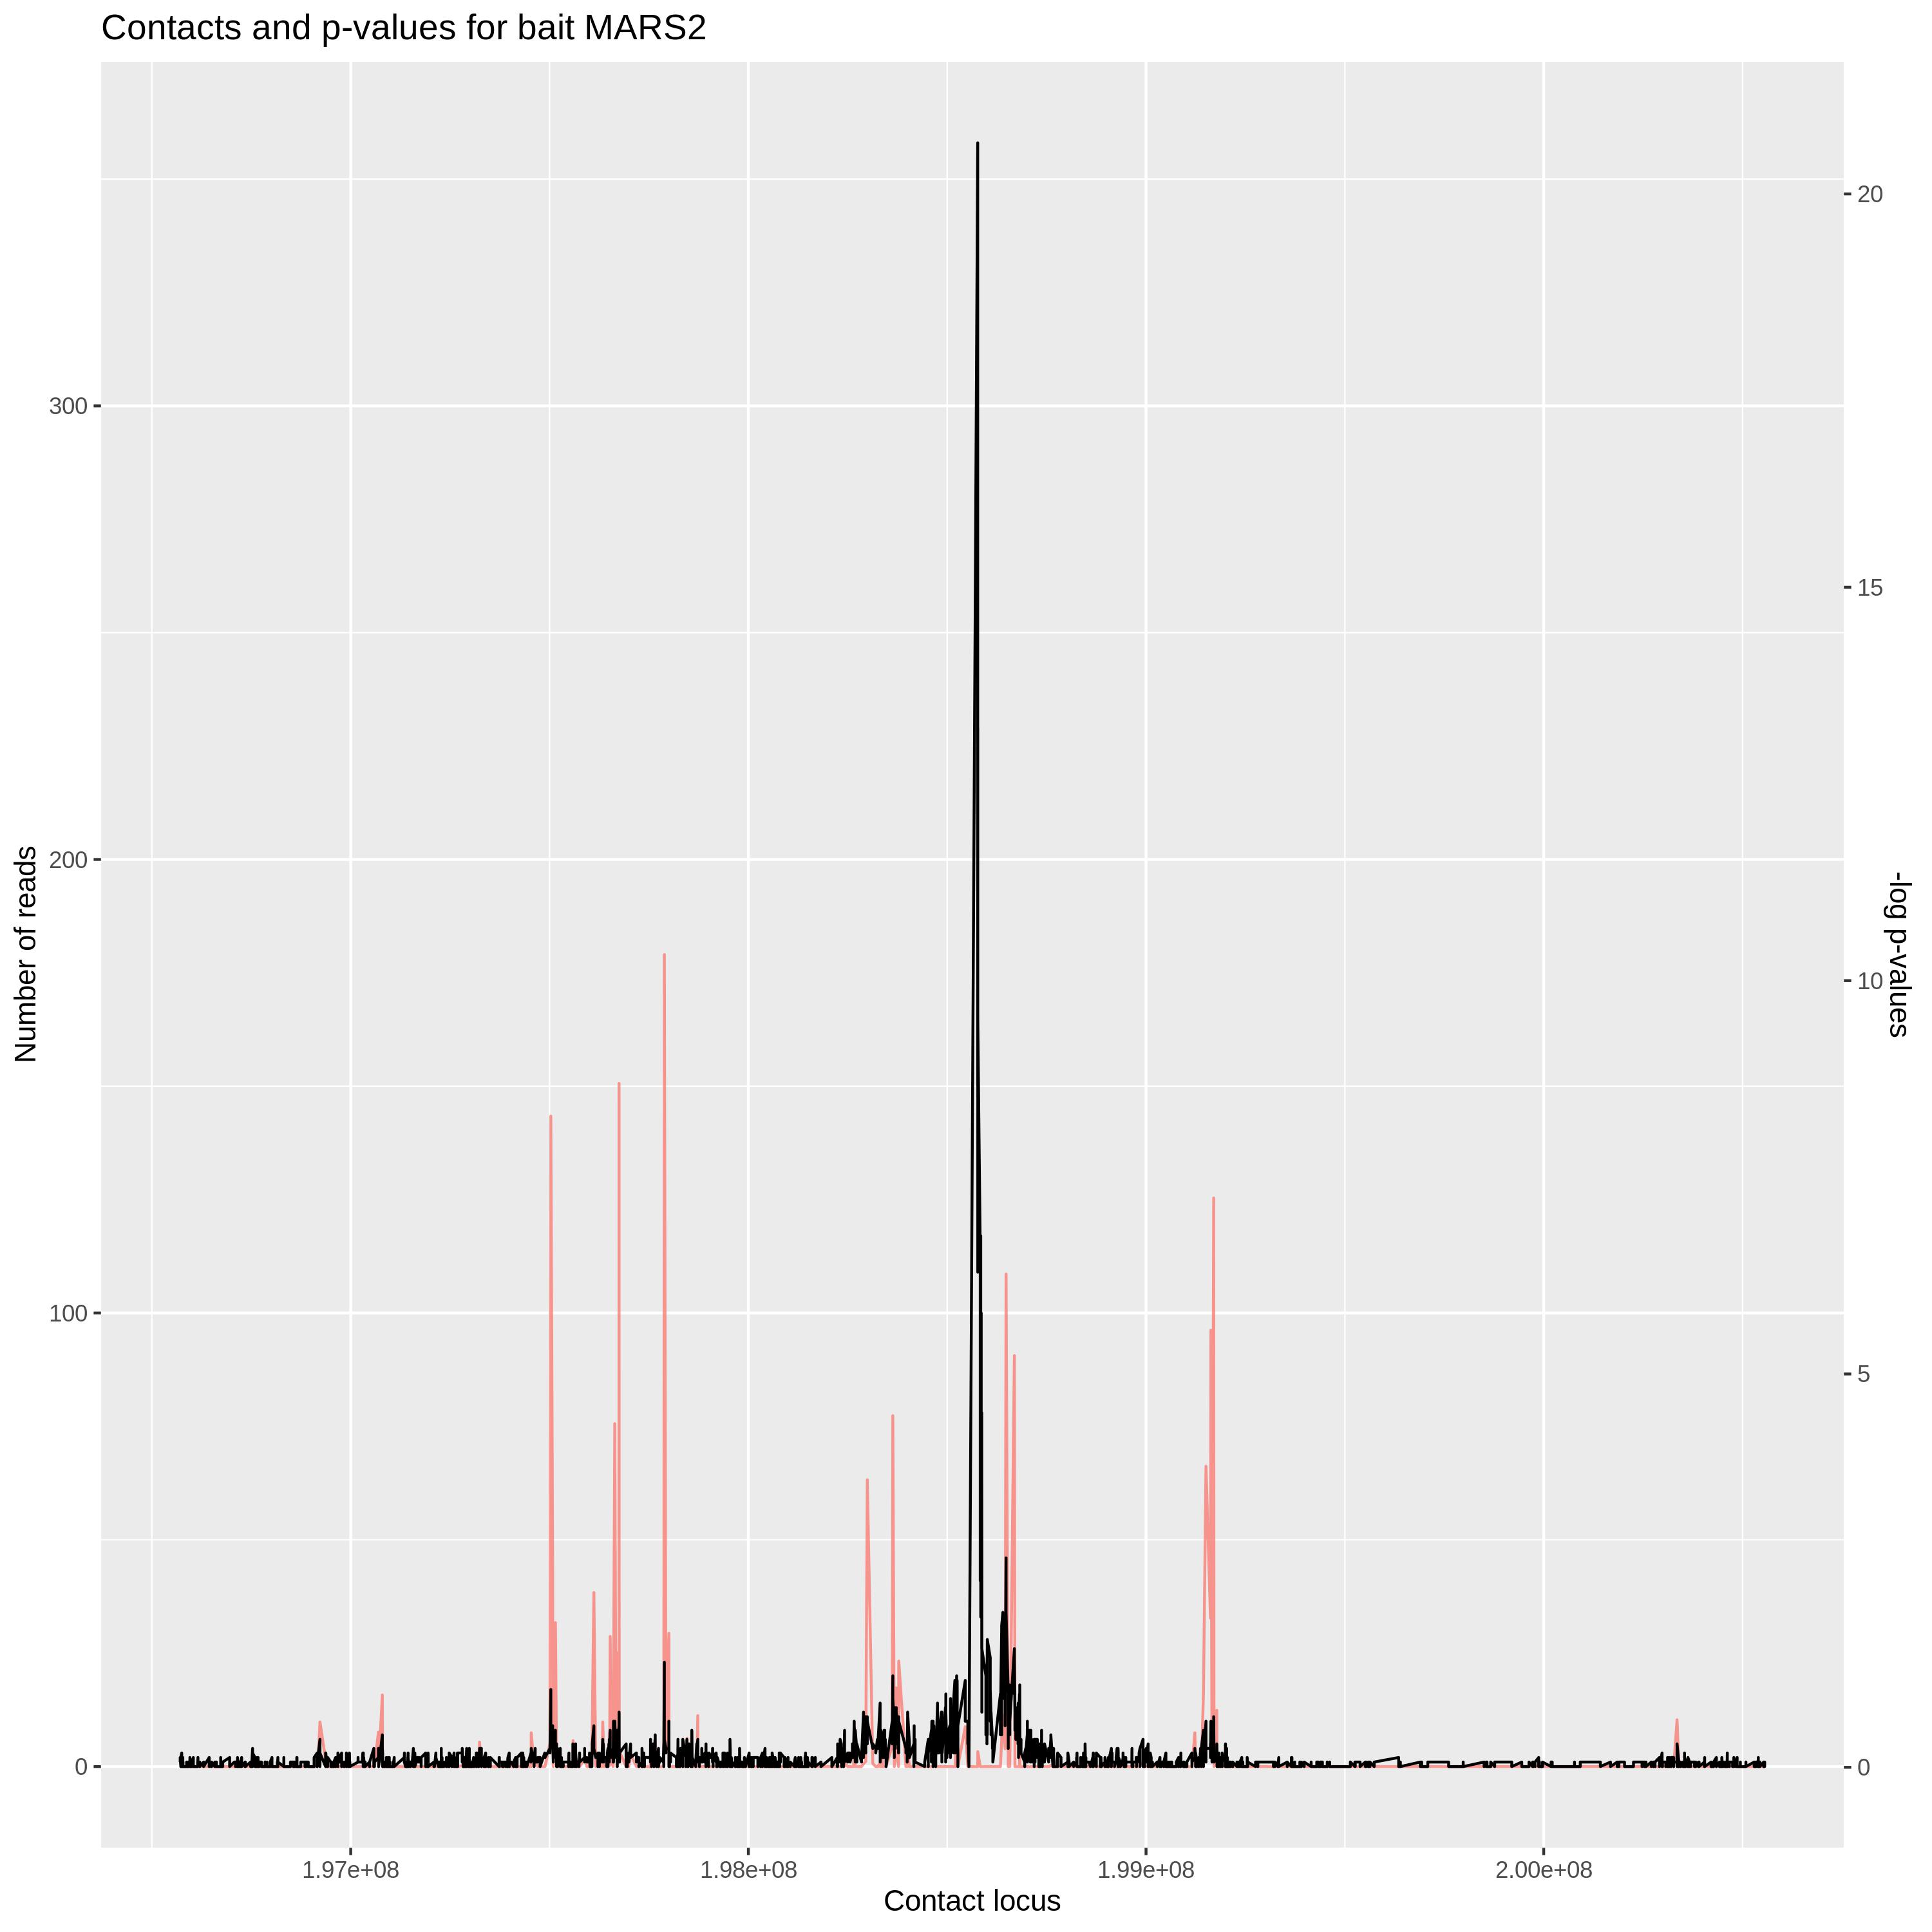 Contacts and p-values for bait MARS2
Number of reads
300
200
100
0
20
15
10
5
0
-log p-values
1.97e+08
1.98e+08
1.99e+08
2.00e+08
Contact locus